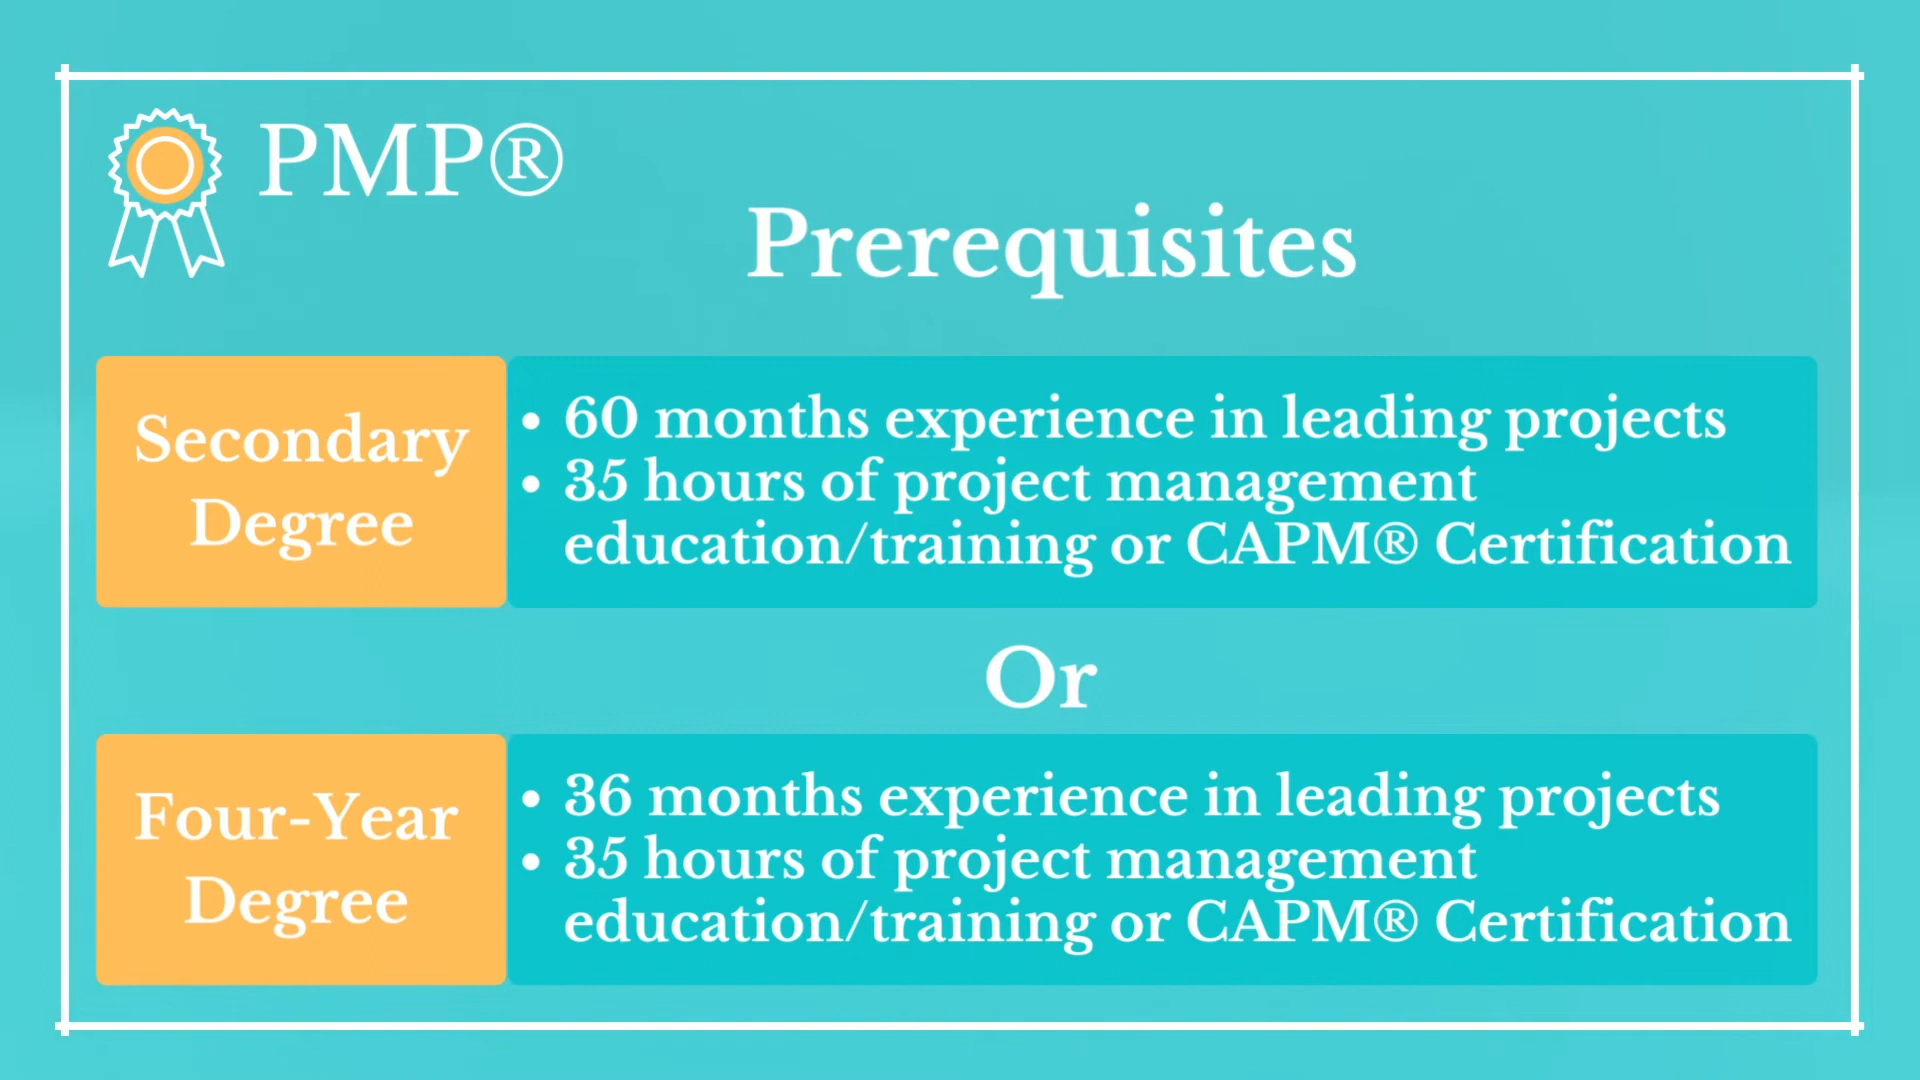 PMP®
Prerequisites
Secondary
Degree
• 60 months experience in leading projects
• 35 hours of project management
education/training or CAPM® Certification
Or
Four-Year
Degree
• 36 months experience in leading projects
• 35 hours of project management
education/training or CAPM® Certification